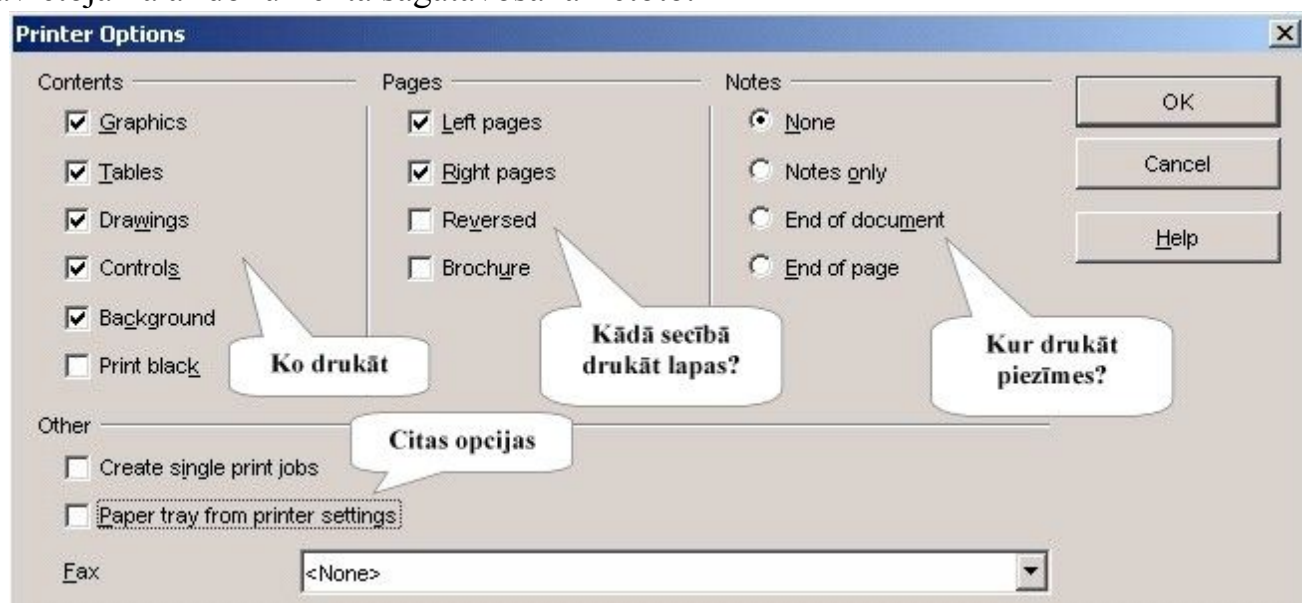 Printer Options
Contents
Graphics
Tables
Drawings
Controls
Background
Print black
Ko drukāt
Pages
Left pages
Right pages
Reversed
Brochure
Kādā secībā
drukāt lapas?
Notes
None
Notes only
End of document
End of page
Kur drukāt
piezīmes?
OK
Cancel
Help
Other
Citas opcijas
Create single print jobs
Paper tray from printer settings
Fax
<None>